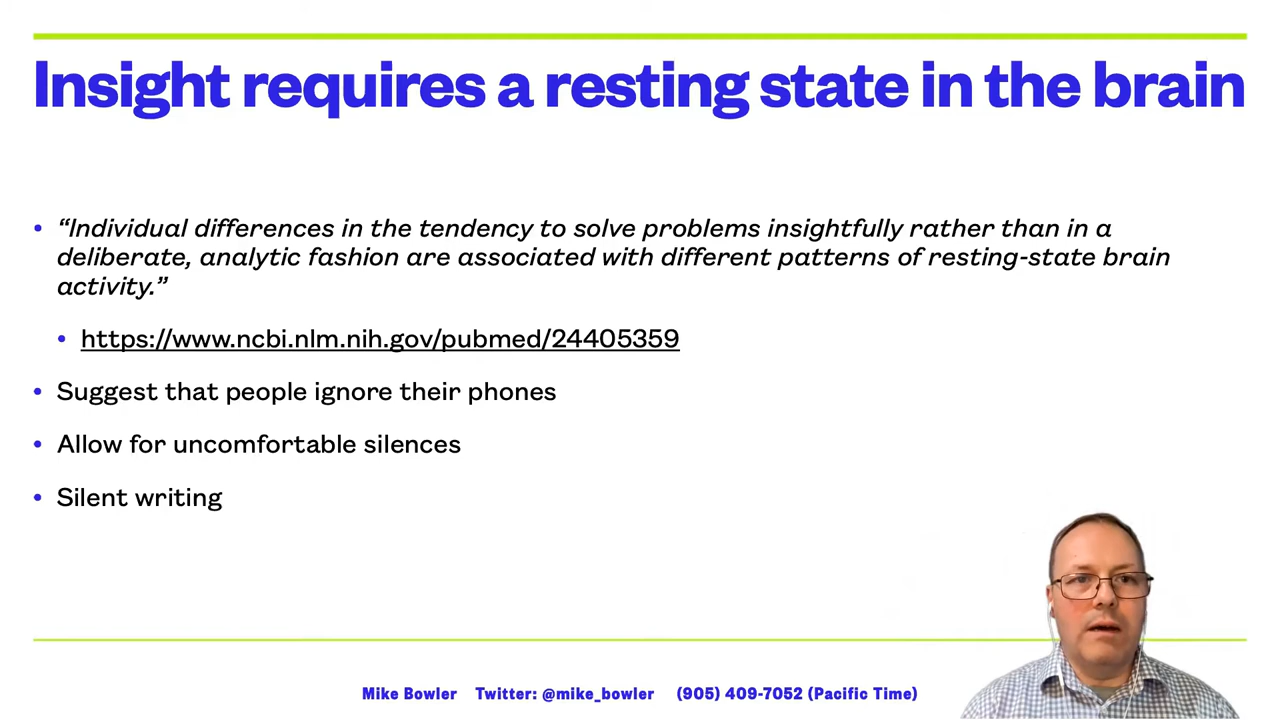 Insight requires a resting state in the brain
• “Individual differences in the tendency to solve problems insightfully rather than in a
deliberate, analytic fashion are associated with different patterns of resting-state brain
activity.”
• https://www.ncbi.nlm.nih.gov/pubmed/24405359
• Suggest that people ignore their phones
• Allow for uncomfortable silences
• Silent writing
Mike Bowler Twitter: @mike_bowler (905) 409-7052 (Pacific Time)